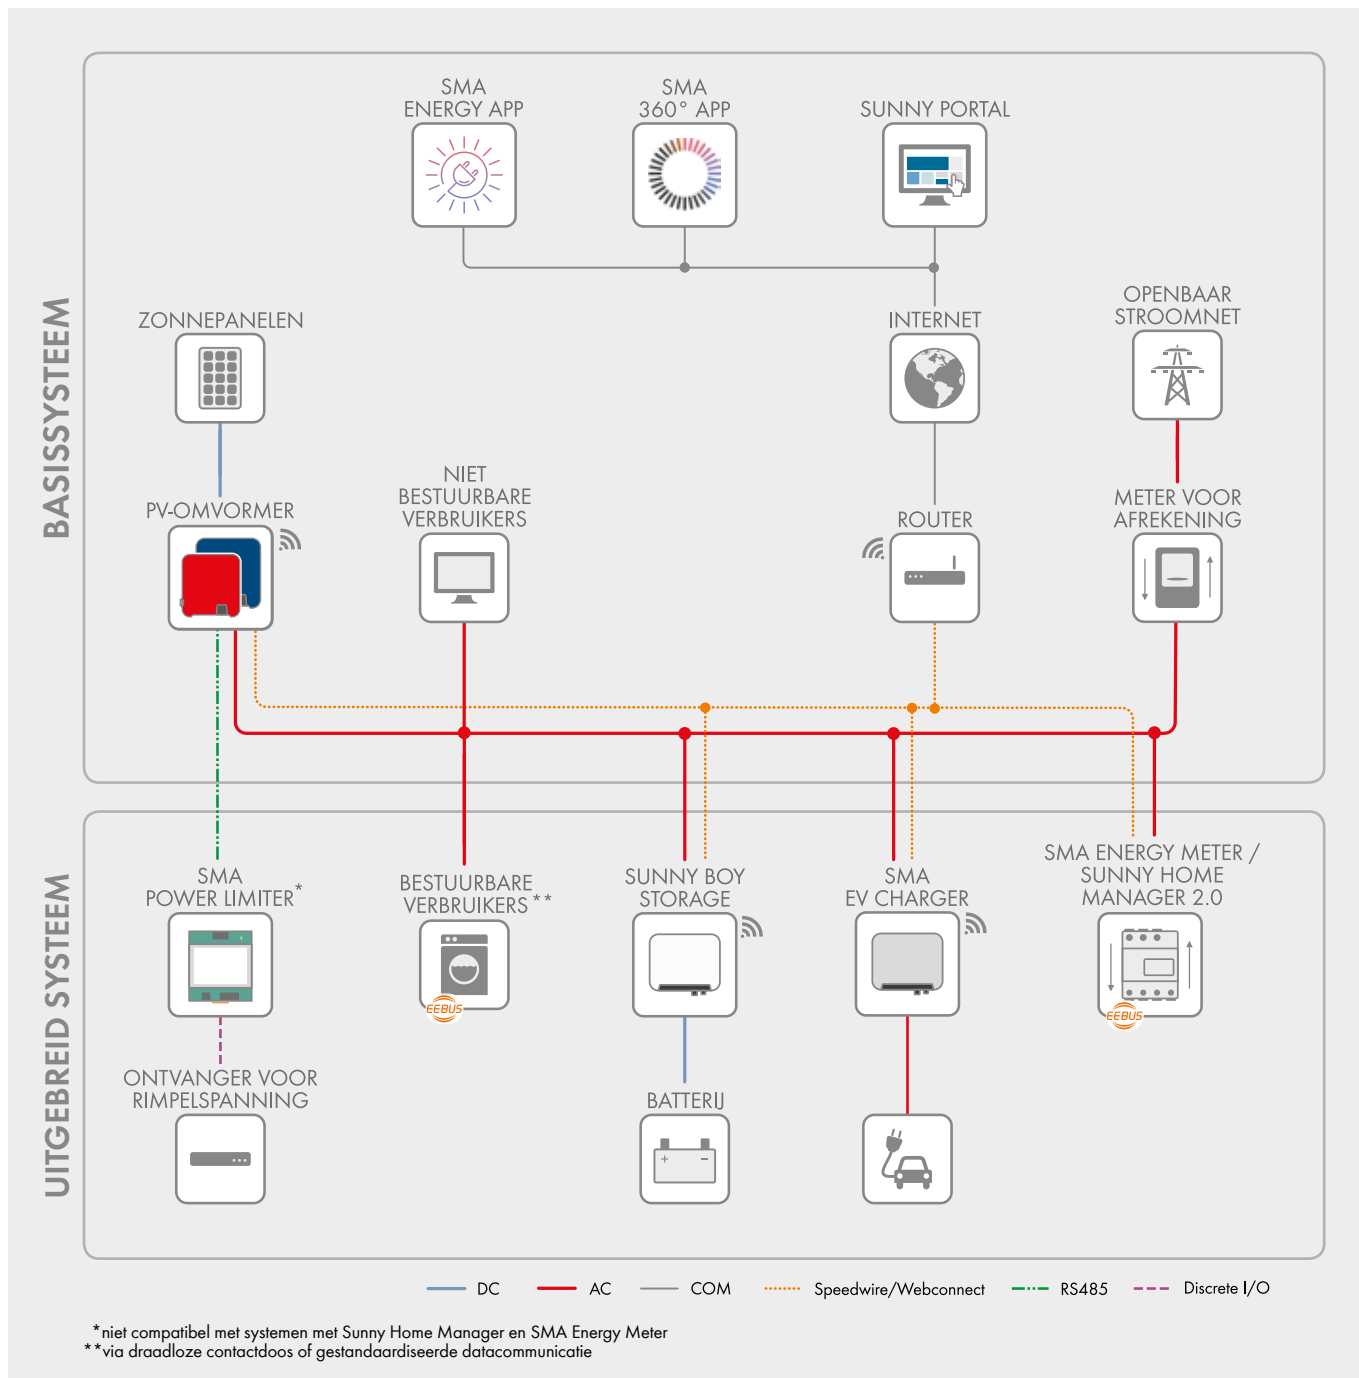 BASISSYSTEEM
SMA
ENERGY APP
SMA
360° APP
SUNNY PORTAL
ZONNEPANELEN
INTERNET
OPENBAAR
STROOMNET
PV-OMVORMER
NIET
BESTUURBARE
VERBRUIKERS
ROUTER
METER VOOR
AFREKENING
UITGEBREID SYSTEEM
SMA
POWER LIMITER*
BESTUURBARE
VERBRUIKERS**
EEBUS
SUNNY BOY
STORAGE
SMA
EV CHARGER
SMA ENERGY METER /
SUNNY HOME
MANAGER 2.0
EEBUS
ONTVANGER VOOR
RIMPELSPANNING
BATTERIJ
DC
AC
COM
Speedwire/Webconnect
RS485
Discrete I/O
*niet compatibel met systemen met Sunny Home Manager en SMA Energy Meter
**via draadloze contactdoos of gestandaardiseerde datacommunicatie